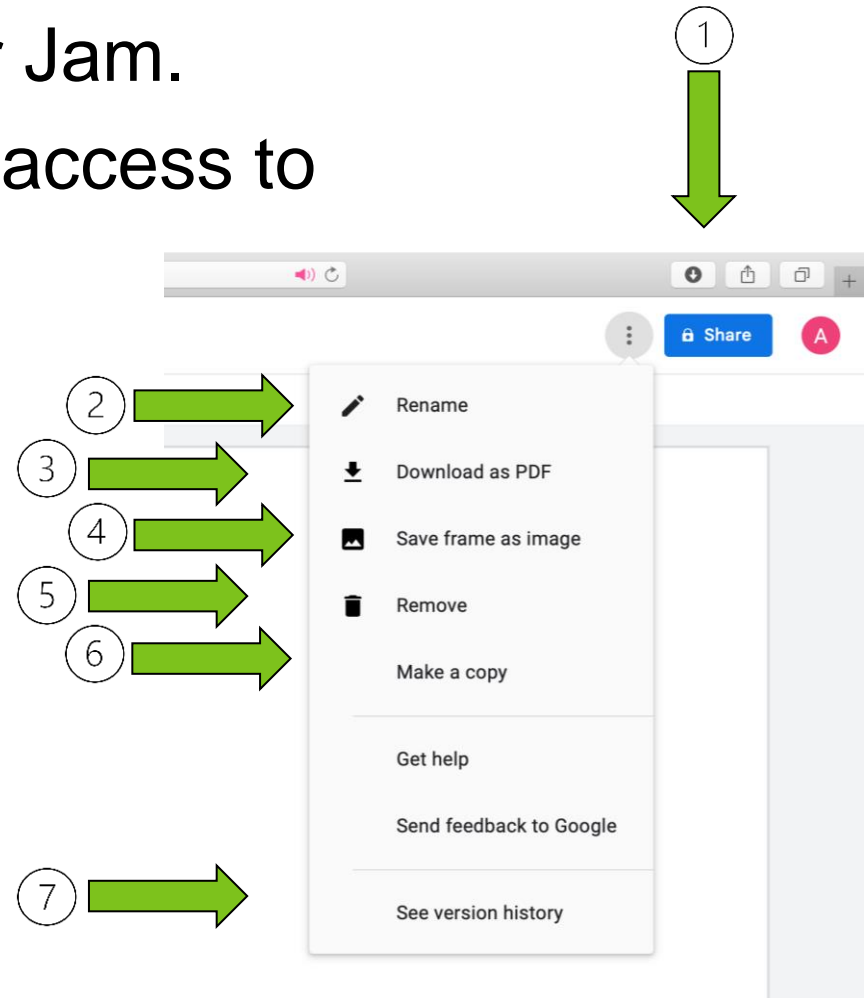 r Jam.
access to
1
Share
A
2
Rename
3
Download as PDF
4
Save frame as image
5
Remove
6
Make a copy
Get help
Send feedback to Google
7
See version history